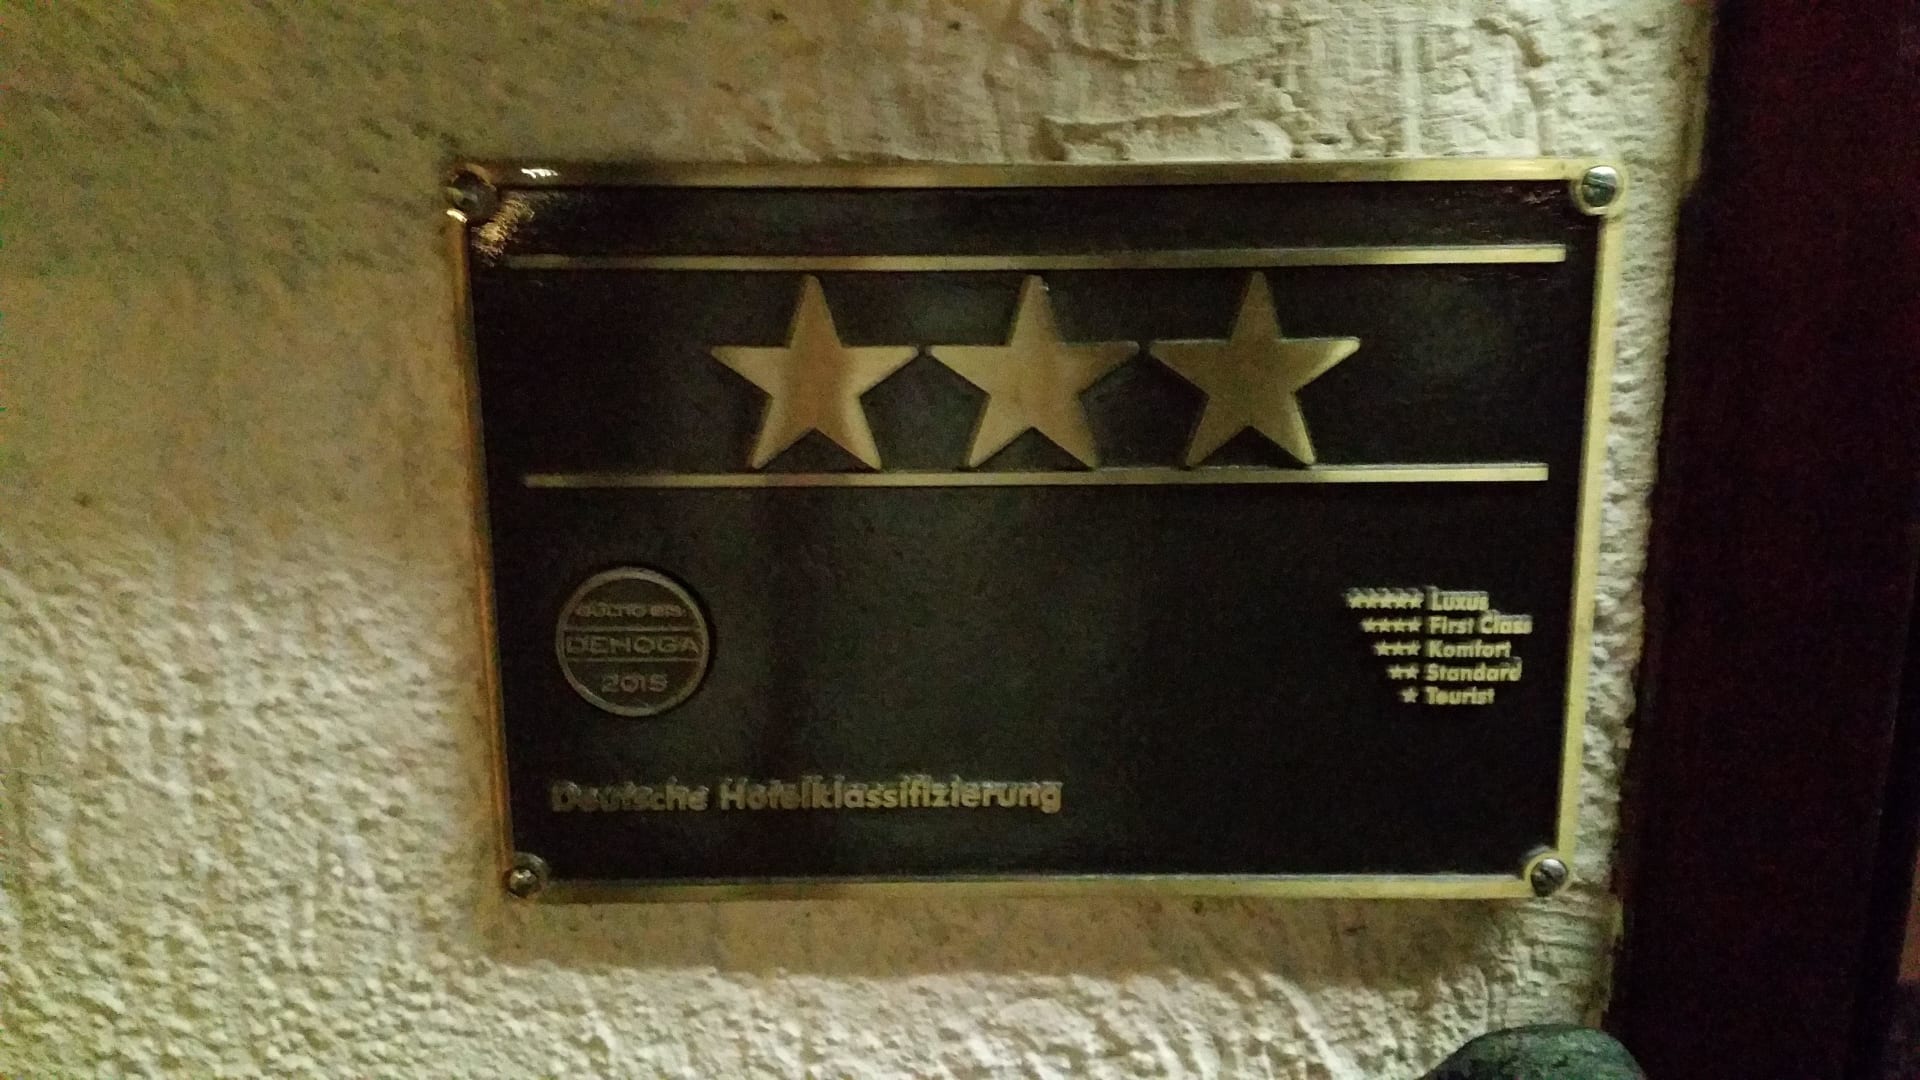 GÜLTIG BIS
DEHOGA
2015
★★★★★ Luxus
★★★★ First Class
★★★ Komfort
★★ Standard
★ Tourist
Deutsche Hotelklassifizierung